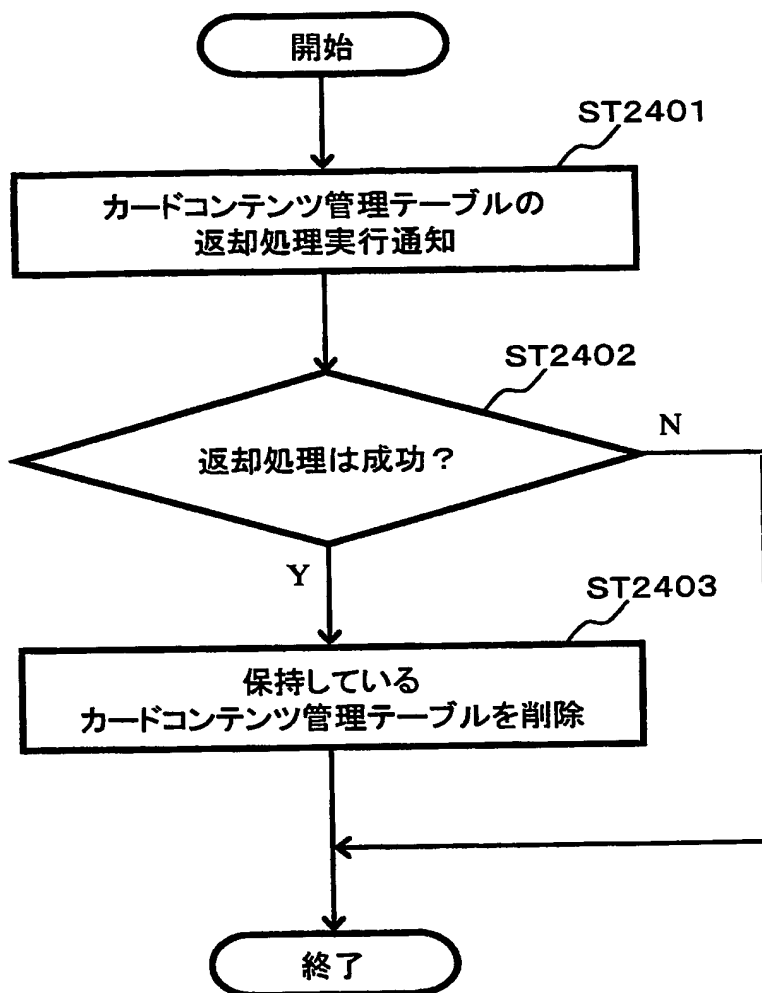 開始
ST2401
カードコンテンツ管理テーブルの
返却処理実行通知
ST2402
返却処理は成功?
N
Y
ST2403
保持している
カードコンテンツ管理テーブルを削除
終了